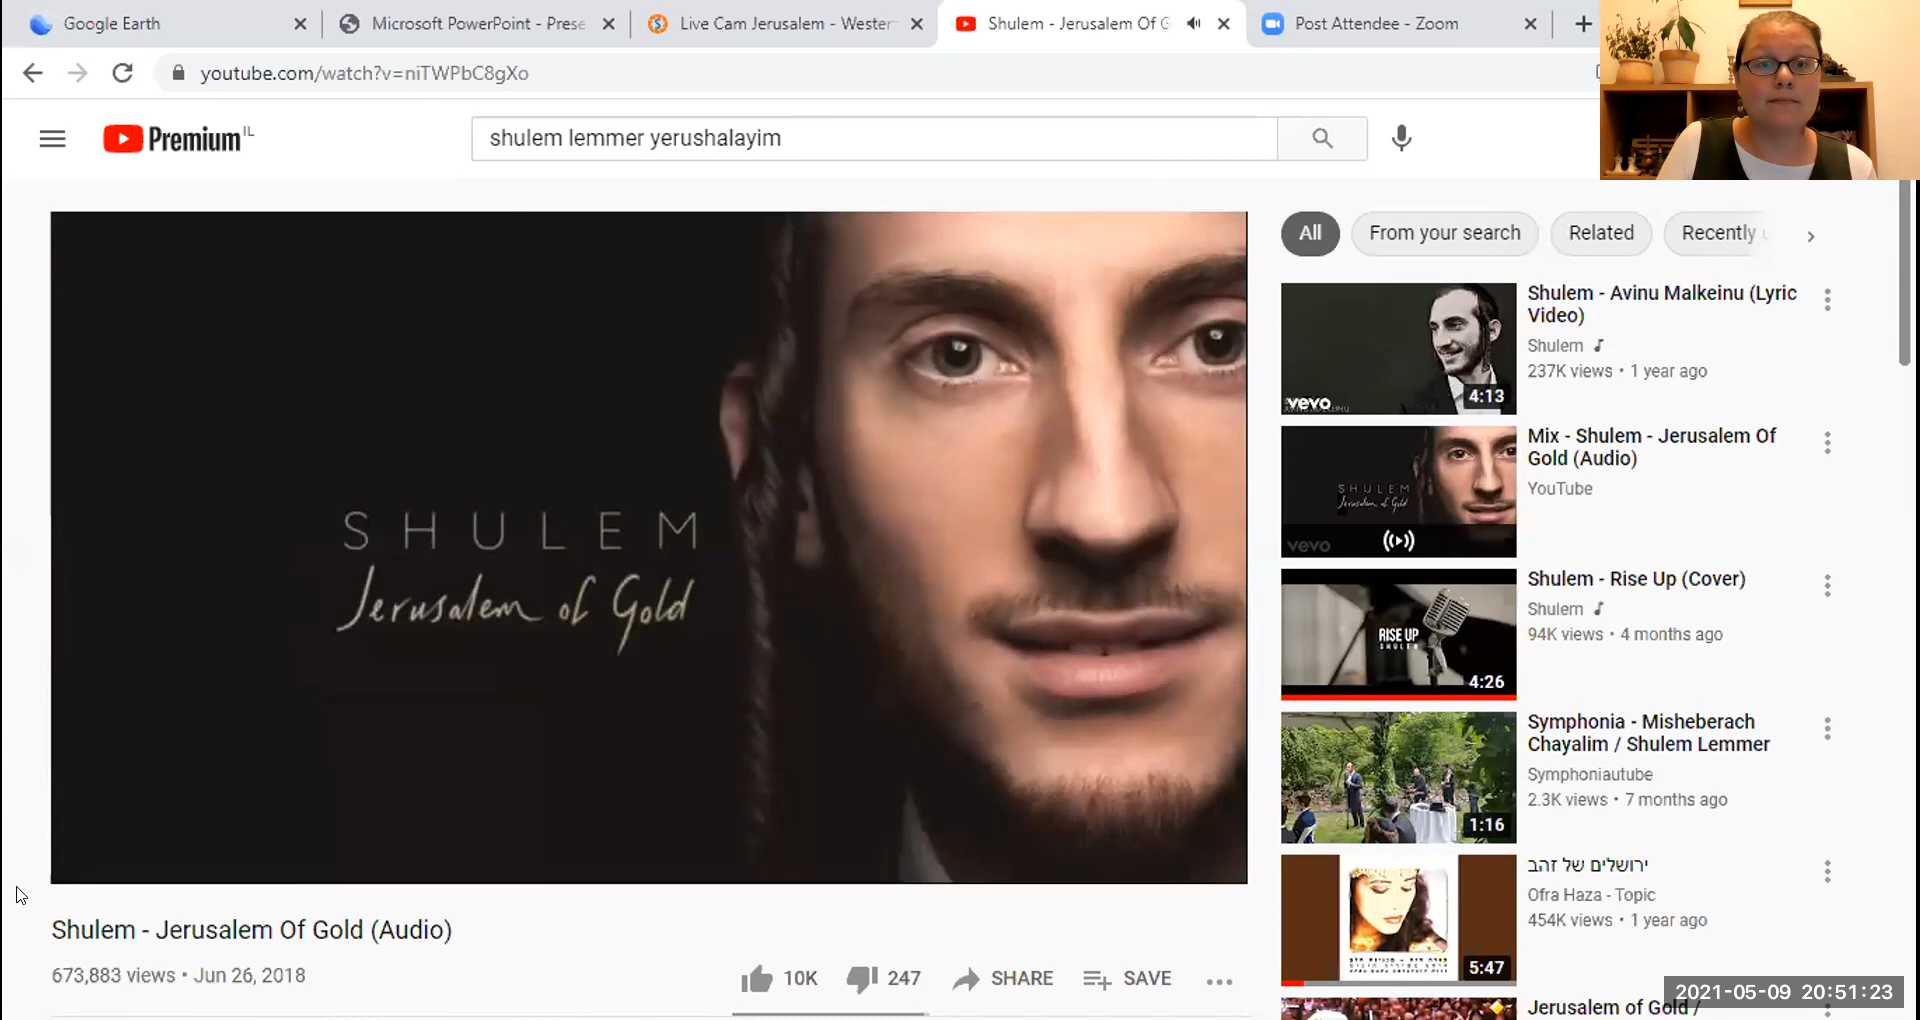 Google Earth
Microsoft PowerPoint - Prese
Live Cam Jerusalem - Wester
Shulem - Jerusalem Of G
Post Attendee - Zoom
youtube.com/watch?v=niTWPbC8gXo
Premium IL
shulem lemmer yerushalayim
SHULEM
Jerusalem of Gold
Shulem - Jerusalem Of Gold (Audio)
673,883 views • Jun 26, 2018
10K
247
SHARE
SAVE
All
From your search
Related
Recently
Shulem - Avinu Malkeinu (Lyric
Video)
Shulem
237K views • 1 year ago
vevo
4:13
Mix - Shulem - Jerusalem Of
Gold (Audio)
YouTube
SHULEM
Jerusalem of Gold
vevo
Shulem - Rise Up (Cover)
Shulem
94K views • 4 months ago
RISE UP
SHULEM
4:26
Symphonia - Misheberach
Chayalim / Shulem Lemmer
Symphoniautube
2.3K views • 7 months ago
1:16
ירושלים של זהב
Ofra Haza - Topic
454K views • 1 year ago
5:47
Jerusalem of Gold /
2021-05-09 20:51:23